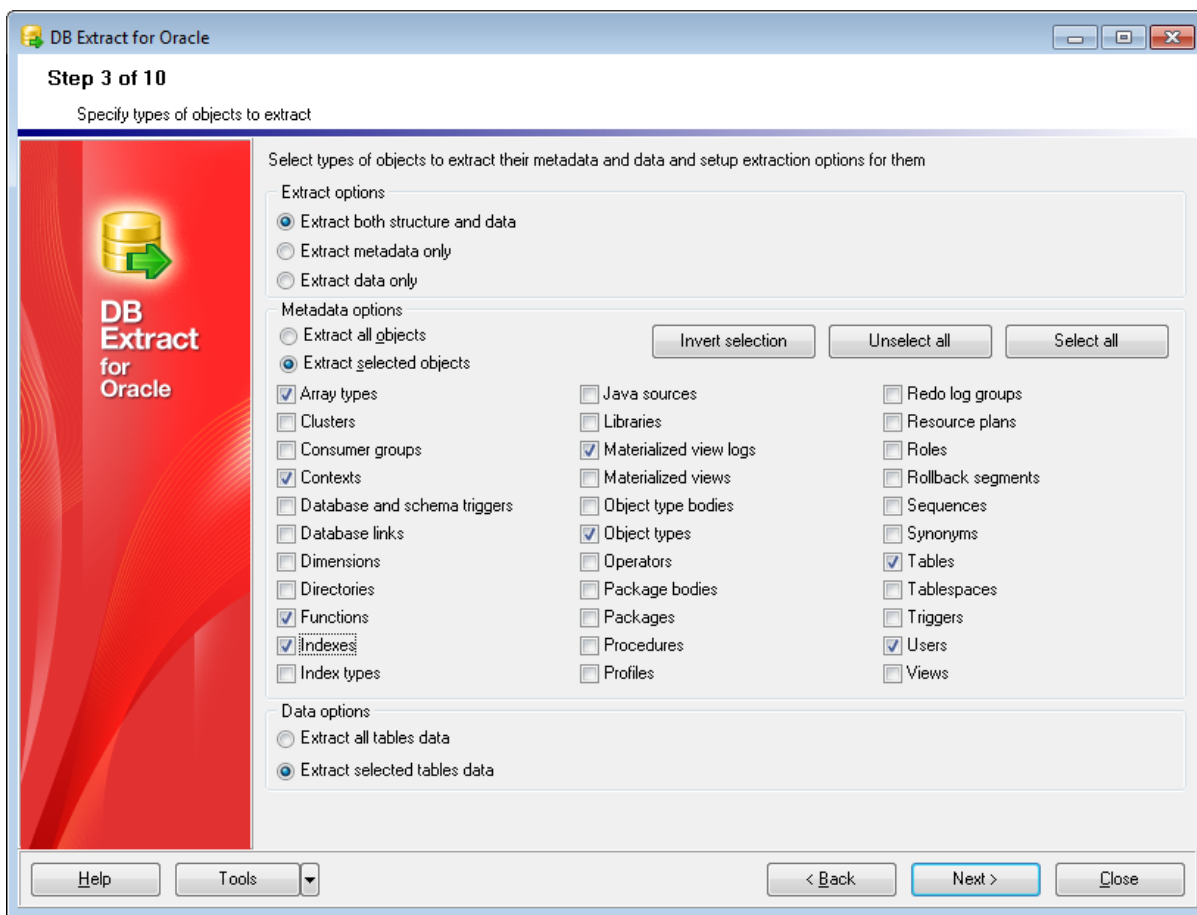 DB Extract for Oracle
Step 3 of 10
Specify types of objects to extract
DB
Extract
for
Oracle
Select types of objects to extract their metadata and data and setup extraction options for them
Extract options
Extract both structure and data
Extract metadata only
Extract data only
Metadata options
Extract all objects
Extract selected objects
Invert selection
Unselect all
Select all
Array types
Clusters
Consumer groups
Contexts
Database and schema triggers
Database links
Dimensions
Directories
Functions
Indexes
Index types
Java sources
Libraries
Materialized view logs
Materialized views
Object type bodies
Object types
Operators
Package bodies
Packages
Procedures
Profiles
Redo log groups
Resource plans
Roles
Rollback segments
Sequences
Synonyms
Tables
Tablespaces
Triggers
Users
Views
Data options
Extract all tables data
Extract selected tables data
Help
Tools
< Back
Next >
Close